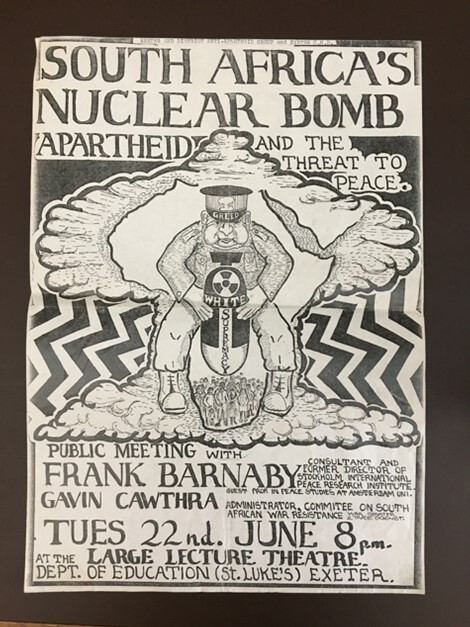 EXETER AND DISTRICT ANTI-APARTHEID GROUP and EXETER C.N.D.
SOUTH AFRICA'S
NUCLEAR BOMB
APARTHEID AND THE
THREAT TO
PEACE.
GREED
WHITE
SUPREMACY
PUBLIC MEETING WITH
FRANK BARNABY
CONSULTANT AND
FORMER DIRECTOR OF
STOCKHOLM INTERNATIONAL
PEACE RESEARCH INSTITUTE.
GUEST PROF IN PEACE STUDIES AT AMSTERDAM UNI.
GAVIN CAWTHRA
ADMINISTRATOR, COMMITEE ON SOUTH
AFRICAN WAR RESISTANCE
TUES 22nd. JUNE 8 p.m.
AT THE LARGE LECTURE THEATRE.
DEPT. OF EDUCATION (St. LUKE'S) EXETER.